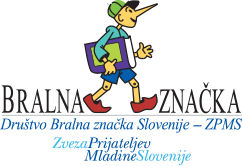 BRALNA ZNAČKA
Društvo Bralna značka Slovenije – ZPMS
ZvezaPrijateljev
MladineSlovenije